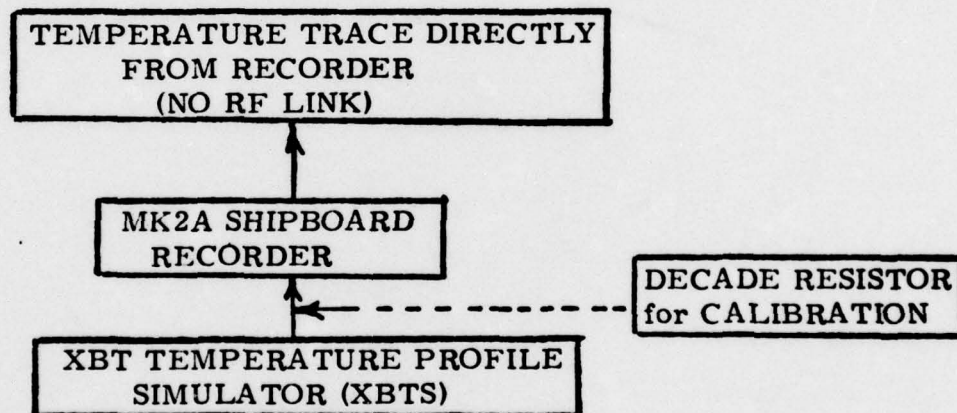 TEMPERATURE TRACE DIRECTLY
FROM RECORDER
(NO RF LINK)
MK2A SHIPBOARD
RECORDER
DECADE RESISTOR
for CALIBRATION
XBT TEMPERATURE PROFILE
SIMULATOR (XBTS)